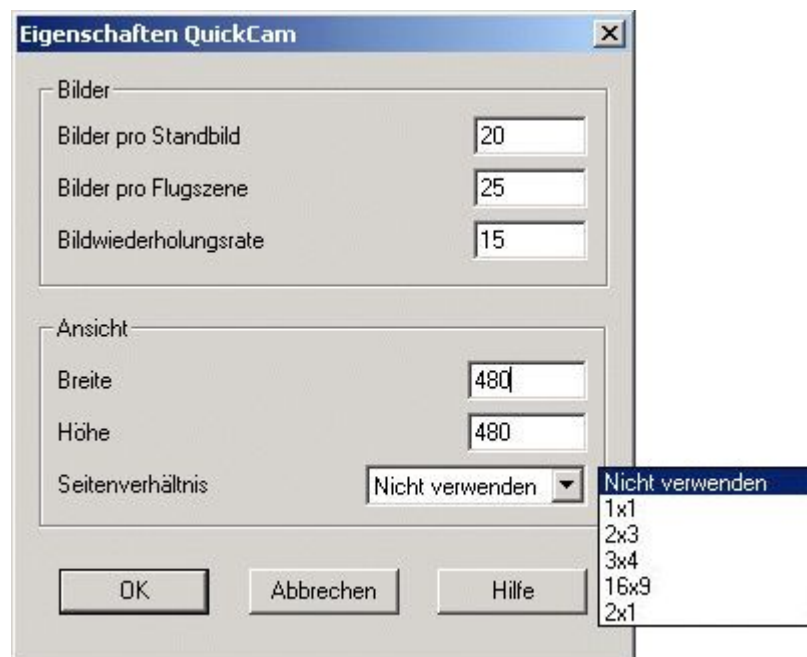 Eigenschaften QuickCam
Bilder
Bilder pro Standbild 20
Bilder pro Flugszene 25
Bildwiederholungsrate 15
Ansicht
Breite 480
Höhe 480
Seitenverhältnis Nicht verwenden
Nicht verwenden
1x1
2x3
3x4
16x9
2x1
OK Abbrechen Hilfe